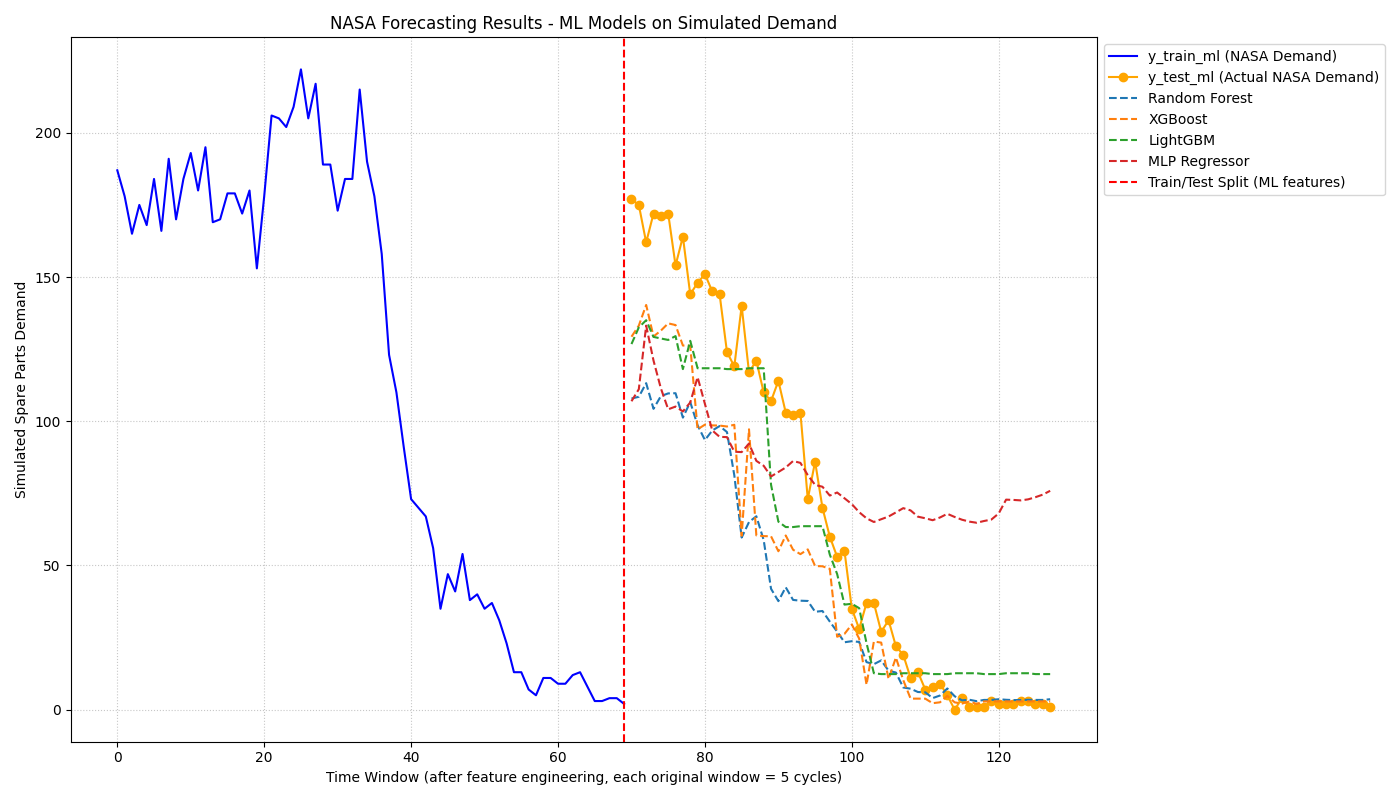 NASA Forecasting Results - ML Models on Simulated Demand
Simulated Spare Parts Demand
200
150
100
50
0
0 20 40 60 80 100 120
Time Window (after feature engineering, each original window = 5 cycles)
y_train_ml (NASA Demand)
y_test_ml (Actual NASA Demand)
Random Forest
XGBoost
LightGBM
MLP Regressor
Train/Test Split (ML features)